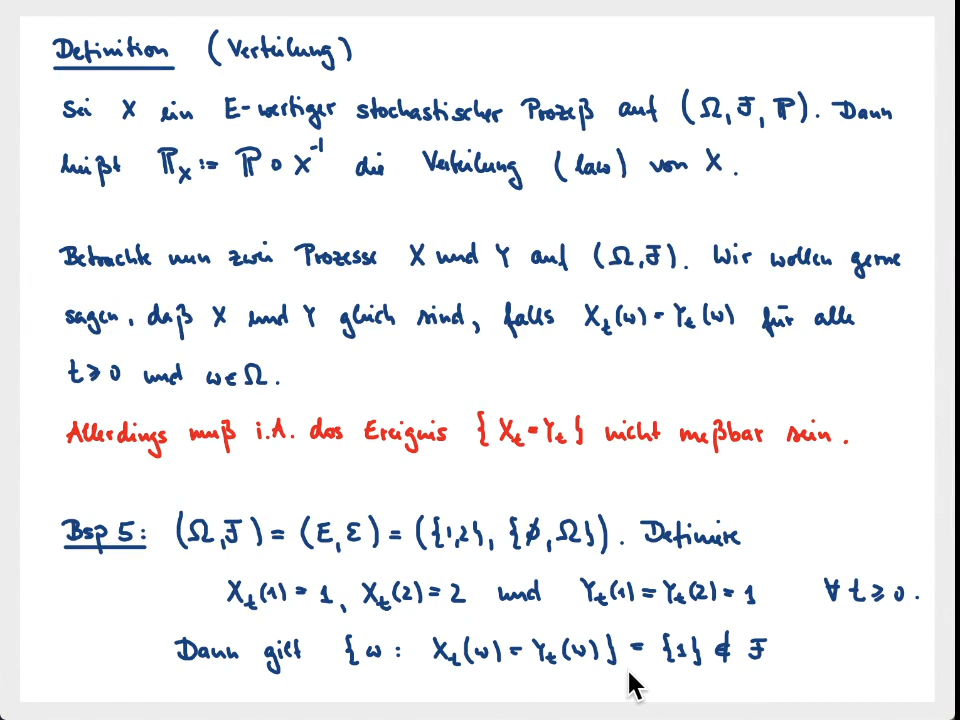 Definition (Verteilung)
Sei X ein E-wertiger stochastischer Prozeß auf (Ω, ℱ, ℙ). Dann
heißt ℙ_X := ℙ ∘ X^{-1} die Verteilung (law) von X.
Betrachte nun zwei Prozesse X und Y auf (Ω, ℱ). Wir wollen gerne
sagen, daß X und Y gleich sind, falls X_t(ω) = Y_t(ω) für alle
t ≥ 0 und ω ∈ Ω.
Allerdings muß i.A. das Ereignis { X_t = Y_t } nicht meßbar sein.
Bsp 5: (Ω, ℱ) = (E, ℰ) = ({1,2}, {∅, Ω}). Definiere
X_t(1) = 1, X_t(2) = 2 und Y_t(1) = Y_t(2) = 1 ∀ t ≥ 0.
Dann gilt { ω : X_t(ω) = Y_t(ω) } = {1} ∉ ℱ